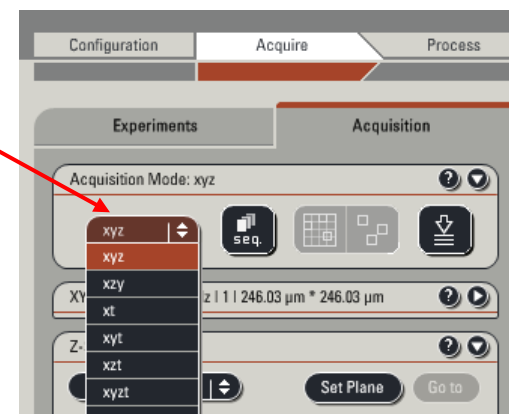 Configuration Acquire Process
Experiments Acquisition
Acquisition Mode: xyz
xyz
seq.
xyz
xzy
XY z | 1 | 246.03 µm * 246.03 µm
xt
xyt
Z-
xzt
xyzt
Set Plane Go to